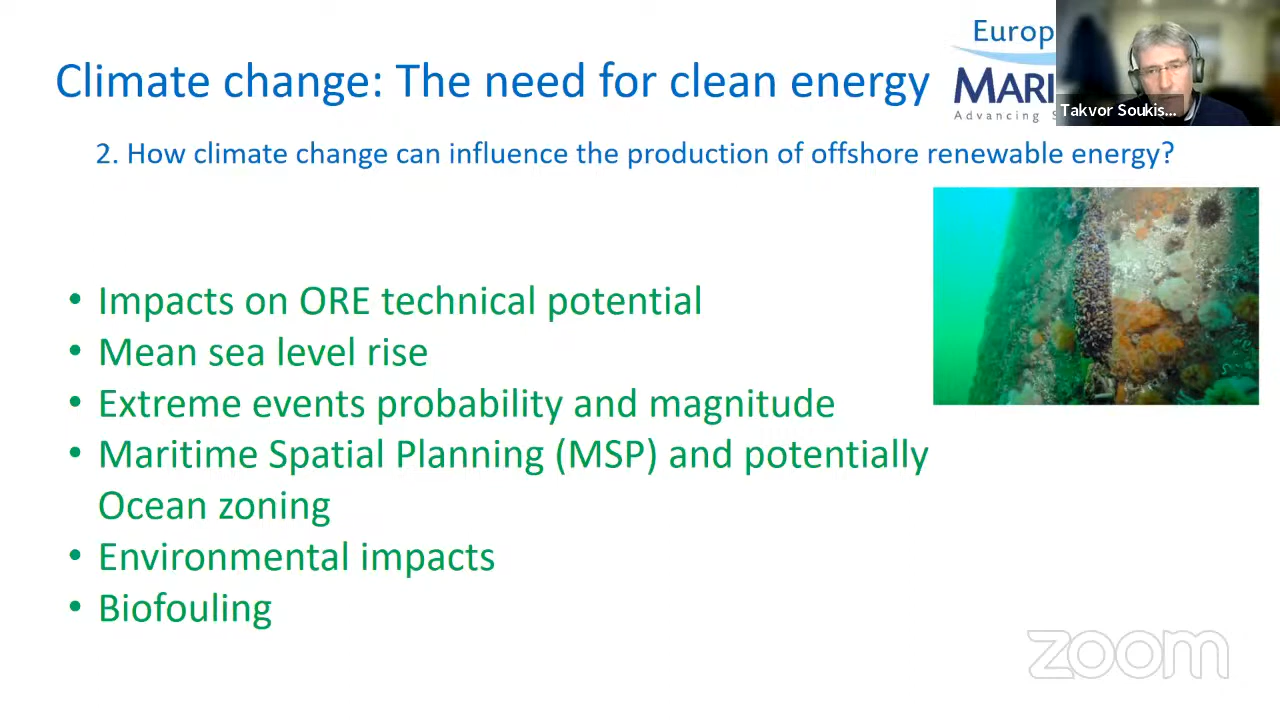 Europ
MARI
Advancing
Takvor Soukis...
Climate change: The need for clean energy
2. How climate change can influence the production of offshore renewable energy?
• Impacts on ORE technical potential
• Mean sea level rise
• Extreme events probability and magnitude
• Maritime Spatial Planning (MSP) and potentially
Ocean zoning
• Environmental impacts
• Biofouling
zoom